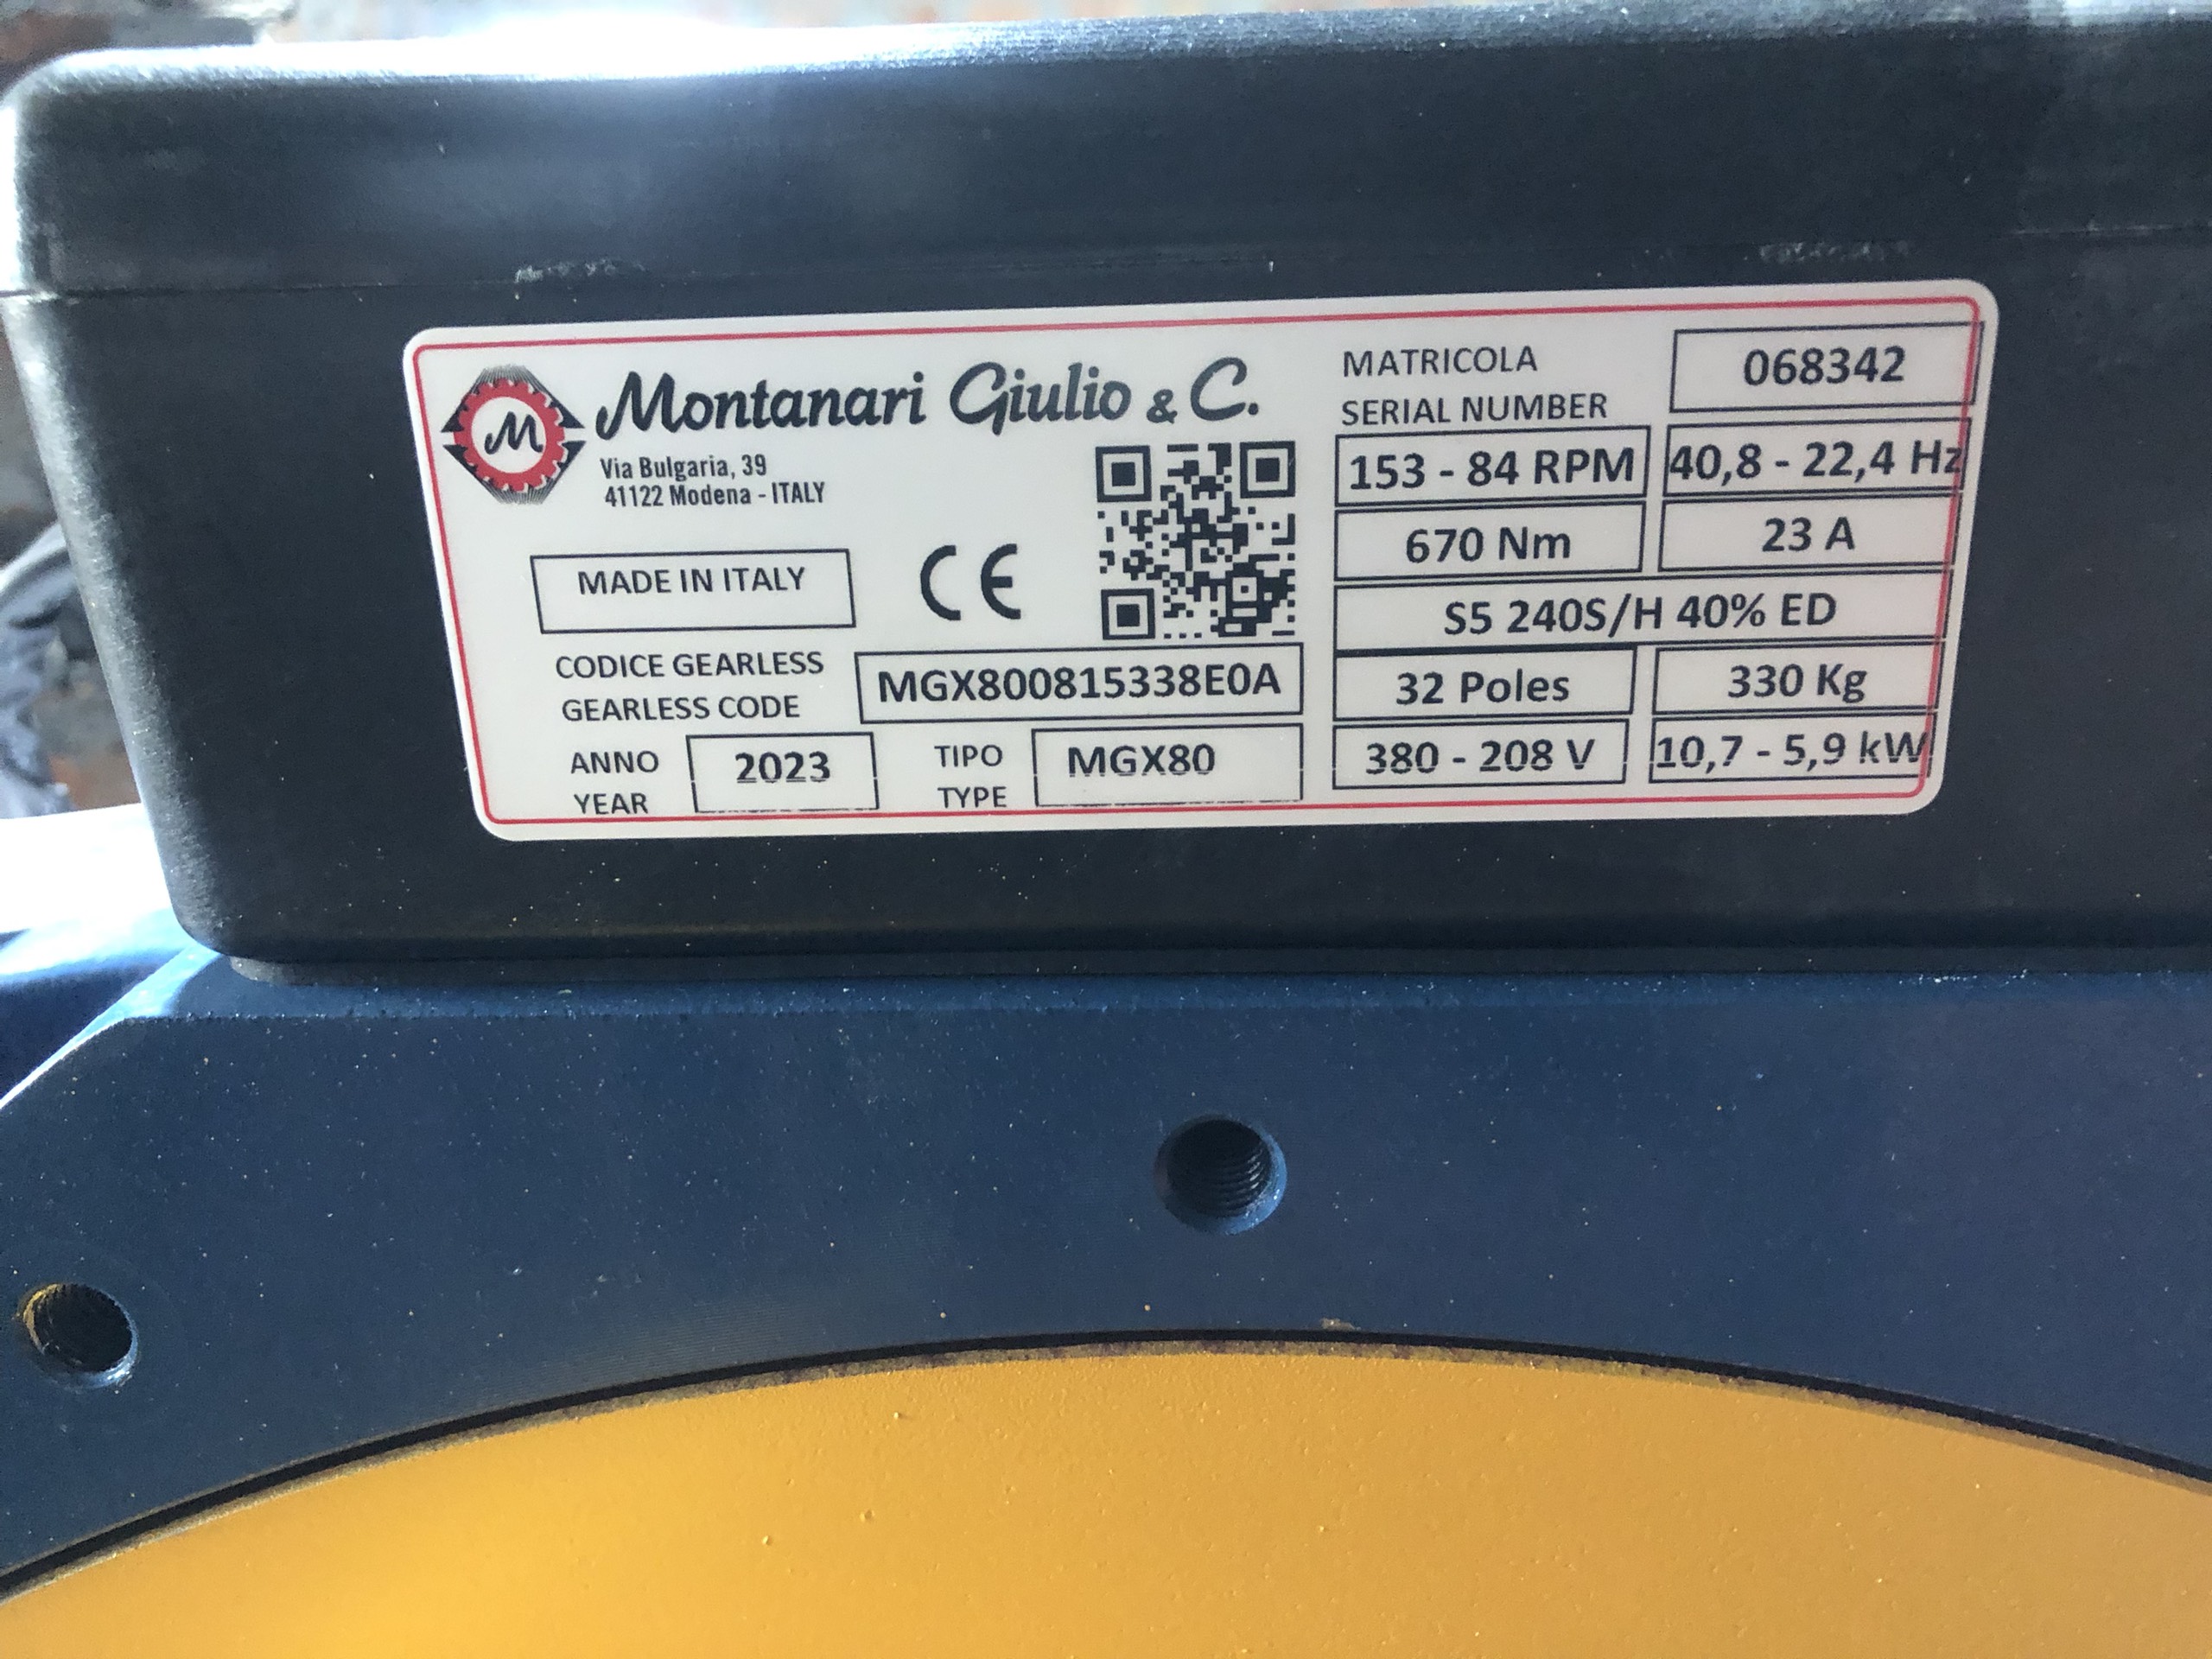 M
Montanari Giulio & C.
Via Bulgaria, 39
41122 Modena - ITALY
MADE IN ITALY
CE
CODICE GEARLESS
GEARLESS CODE
MGX800815338E0A
ANNO
YEAR
2023
TIPO
TYPE
MGX80
MATRICOLA
SERIAL NUMBER
068342
153 - 84 RPM
40,8 - 22,4 Hz
670 Nm
23 A
S5 240S/H 40% ED
32 Poles
330 Kg
380 - 208 V
10,7 - 5,9 kW